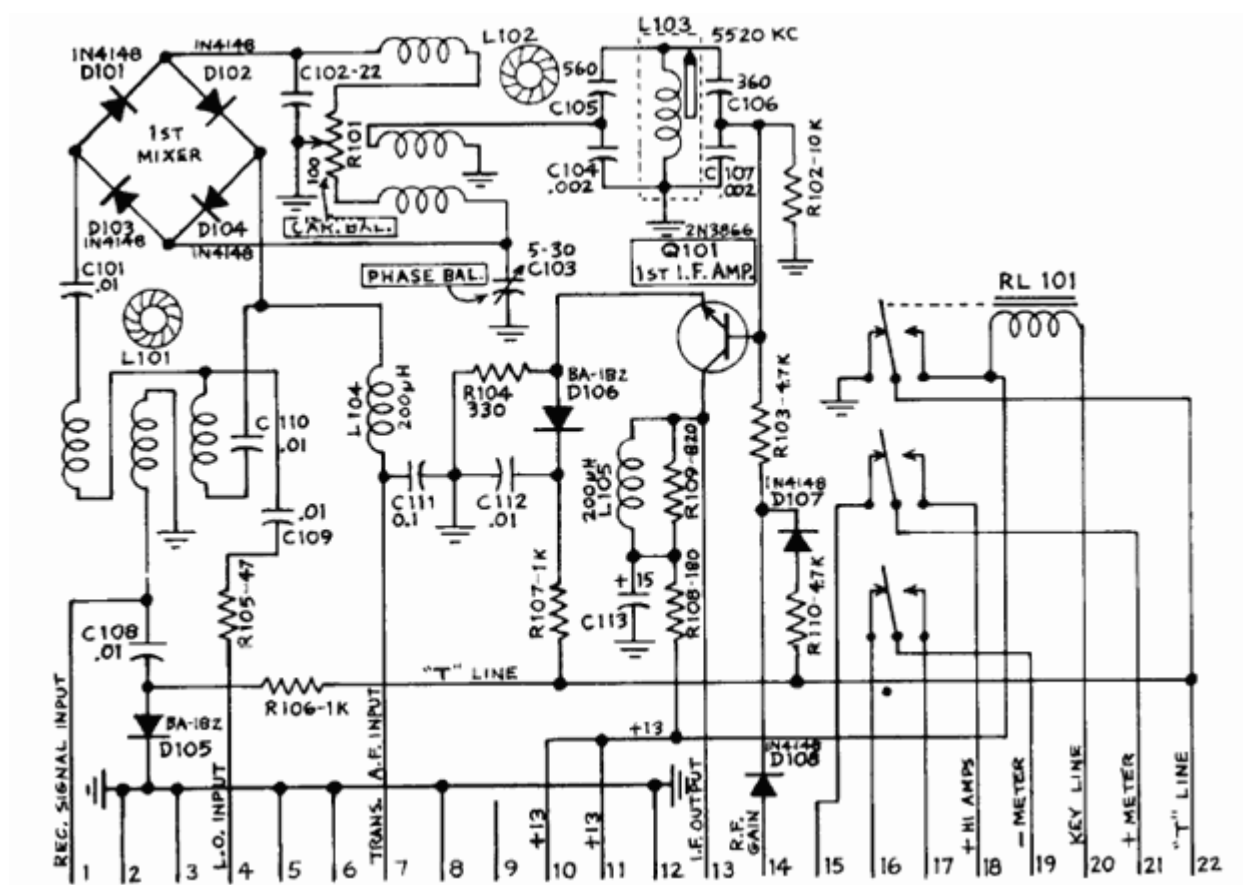 1N4148
D101
1N4148
D102
1ST
MIXER
D103
1N4148
D104
1N4148
C102-22
L102
R101
100
CAR. BAL.
PHASE BAL.
5-30
C103
L103
5520 KC
560
C105
360
C106
C104
.002
C107
.002
R102-10K
2N3866
Q101
1ST I.F. AMP.
RL 101
C101
.01
L101
C110
.01
L104
200µH
R104
330
BA-182
D106
C111
0.1
C112
.01
R107-1K
200µH
L105
R109-820
R108-180
+15
C113
R103-4.7K
1N4148
D107
R110-4.7K
.01
C109
R105-47
C108
.01
R106-1K
"T" LINE
BA-182
D105
+13
1N4148
D108
REC. SIGNAL INPUT
L.O. INPUT
TRANS. A.F. INPUT
+13
+13
I.F. OUTPUT
R.F.
GAIN
+ HI AMPS
- METER
KEY LINE
+ METER
"T" LINE
1 2 3 4 5 6 7 8 9 10 11 12 13 14 15 16 17 18 19 20 21 22